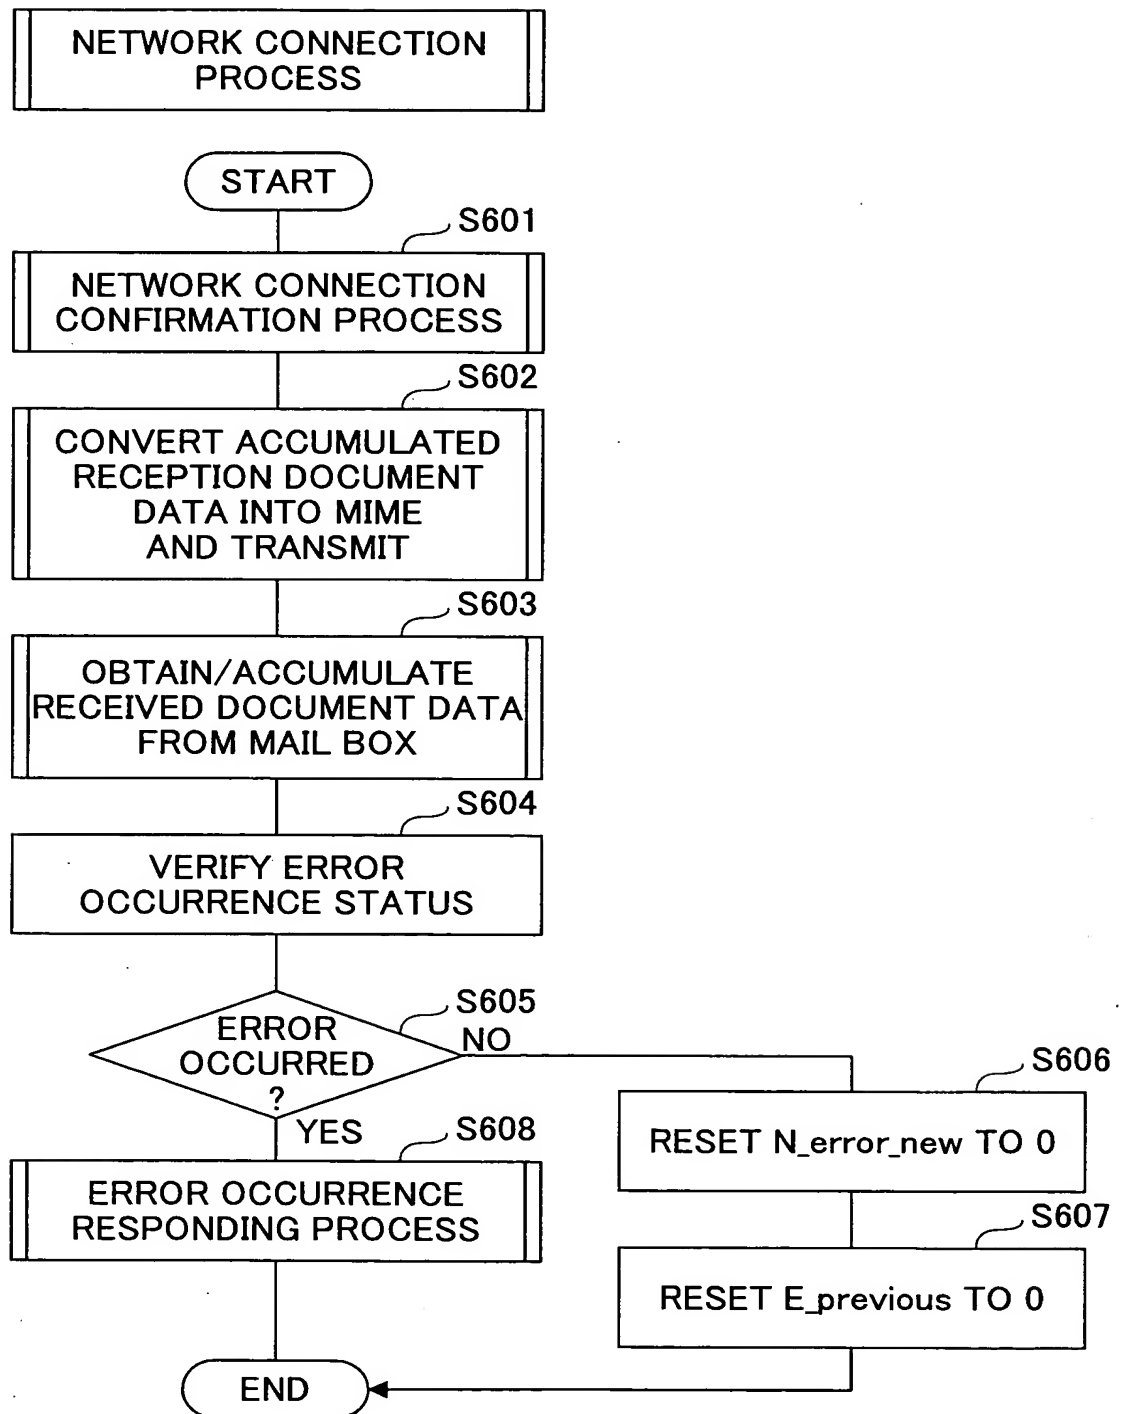 NETWORK CONNECTION
PROCESS
START
S601
NETWORK CONNECTION
CONFIRMATION PROCESS
S602
CONVERT ACCUMULATED
RECEPTION DOCUMENT
DATA INTO MIME
AND TRANSMIT
S603
OBTAIN/ACCUMULATE
RECEIVED DOCUMENT DATA
FROM MAIL BOX
S604
VERIFY ERROR
OCCURRENCE STATUS
S605
ERROR
OCCURRED
?
NO
YES
S606
RESET N_error_new TO 0
S607
RESET E_previous TO 0
S608
ERROR OCCURRENCE
RESPONDING PROCESS
END